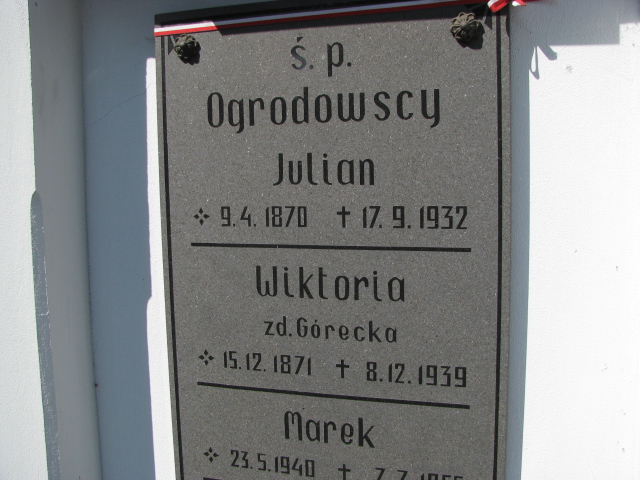 ś. p.
Ogrodowscy
Julian
9.4.1870 ✝ 17.9.1932
Wiktoria
zd. Górecka
15.12.1871 ✝ 8.12.1939
Marek
23.5.1940 ✝